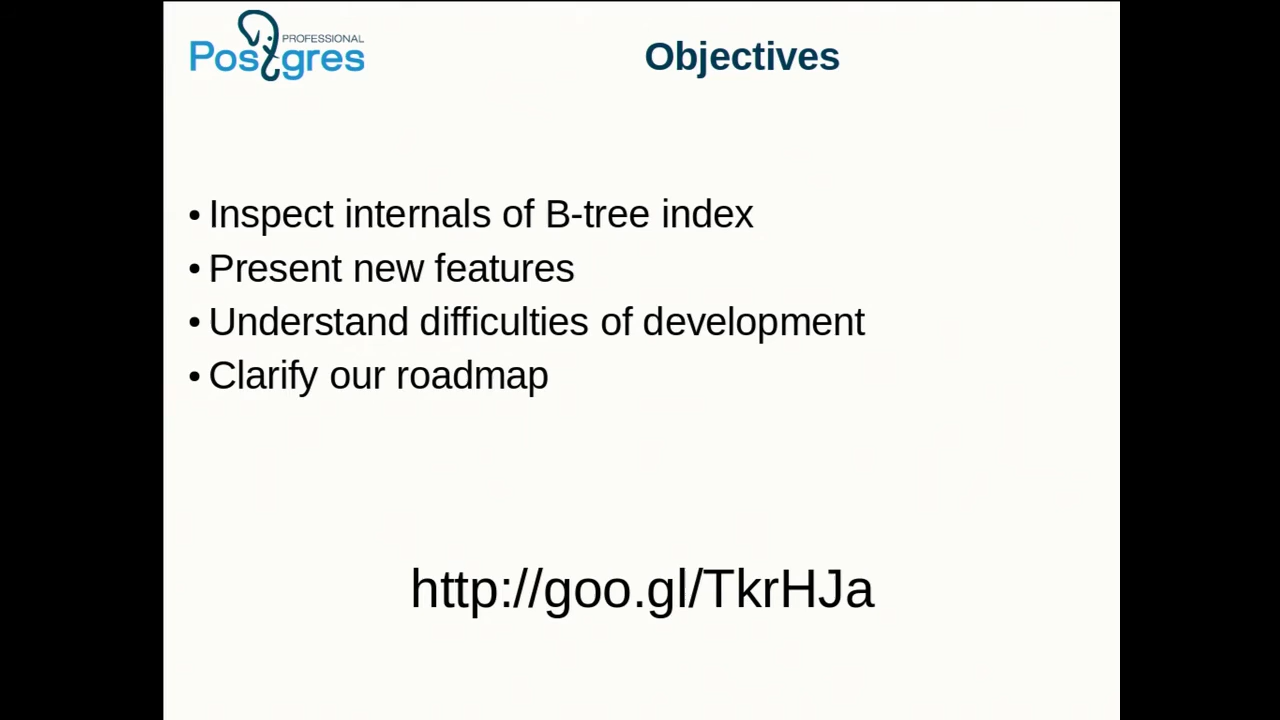 PROFESSIONAL
Postgres
Objectives
• Inspect internals of B-tree index
• Present new features
• Understand difficulties of development
• Clarify our roadmap
http://goo.gl/TkrHJa